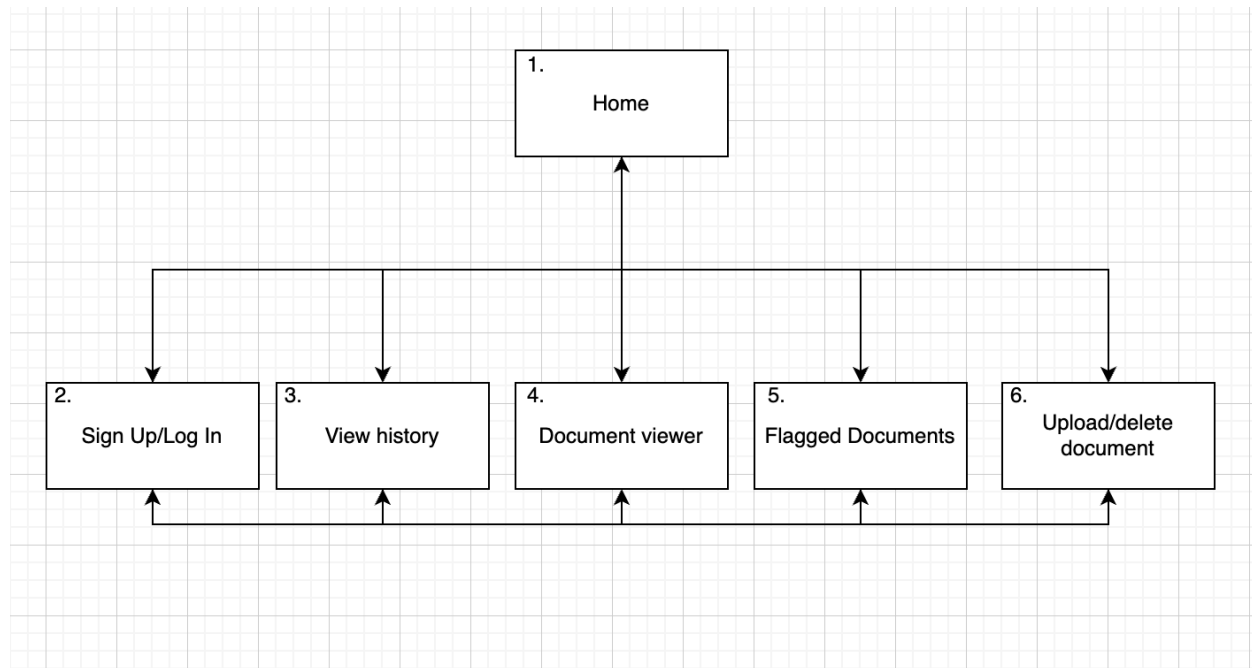 1.
Home
2.
Sign Up/Log In
3.
View history
4.
Document viewer
5.
Flagged Documents
6.
Upload/delete
document